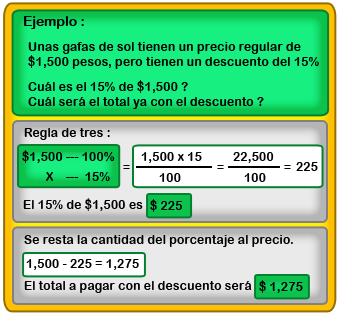 Ejemplo :
Unas gafas de sol tienen un precio regular de
$1,500 pesos, pero tienen un descuento del 15%
Cuál es el 15% de $1,500 ?
Cuál será el total ya con el descuento ?
Regla de tres :
$1,500 --- 100%
X --- 15%
= 1,500 x 15 / 100 = 22,500 / 100 = 225
El 15% de $1,500 es $ 225
Se resta la cantidad del porcentaje al precio.
1,500 - 225 = 1,275
El total a pagar con el descuento será $ 1,275